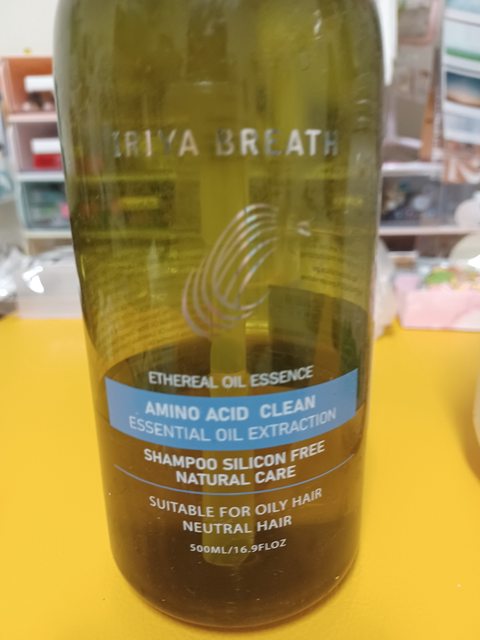 ERIYA BREATH
ETHEREAL OIL ESSENCE
AMINO ACID CLEAN
ESSENTIAL OIL EXTRACTION
SHAMPOO SILICON FREE
NATURAL CARE
SUITABLE FOR OILY HAIR
NEUTRAL HAIR
500ML/16.9FLOZ